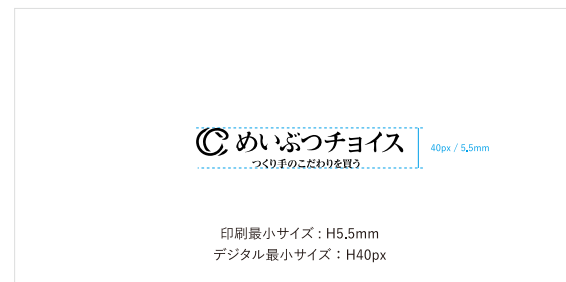 めいぶつチョイス
つくり手のこだわりを買う
40px / 5.5mm
印刷最小サイズ : H5.5mm
デジタル最小サイズ：H40px